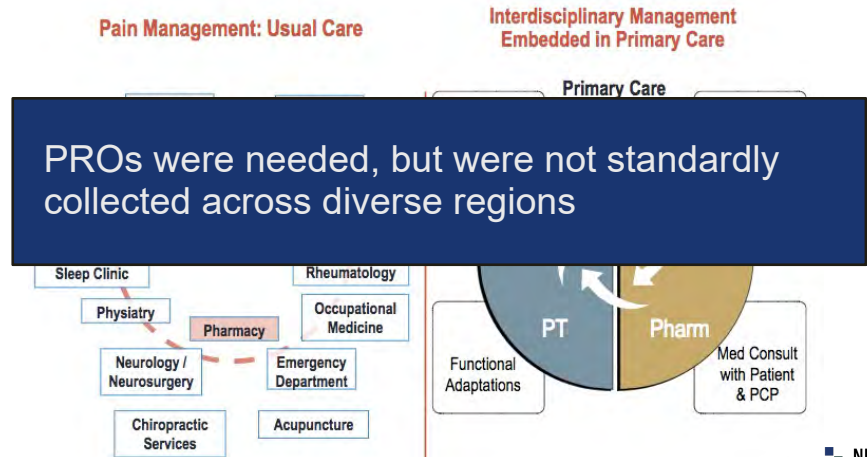 Pain Management: Usual Care
Interdisciplinary Management
Embedded in Primary Care
Primary Care
PROs were needed, but were not standardly
collected across diverse regions
Sleep Clinic
Rheumatology
Physiatry
Pharmacy
Occupational
Medicine
Neurology /
Neurosurgery
Emergency
Department
Chiropractic
Services
Acupuncture
PT
Pharm
Functional
Adaptations
Med Consult
with Patient
& PCP